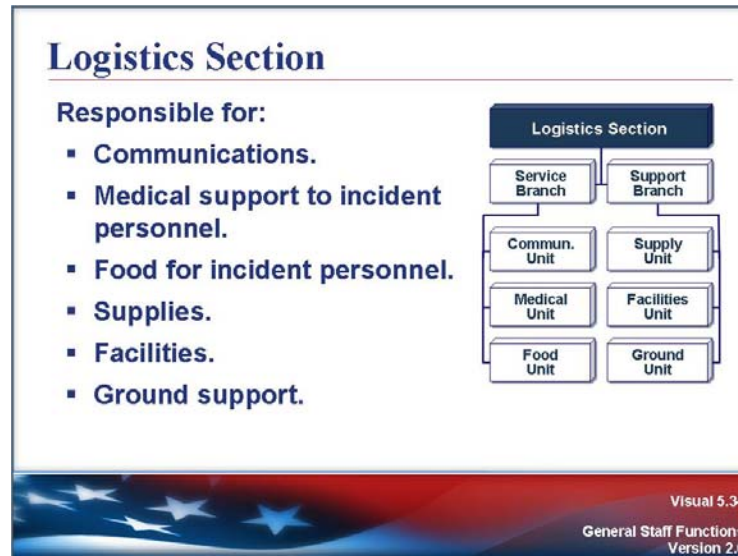 Logistics Section
Responsible for:
▪ Communications.
▪ Medical support to incident
personnel.
▪ Food for incident personnel.
▪ Supplies.
▪ Facilities.
▪ Ground support.
Logistics Section
Service
Branch
Support
Branch
Commun.
Unit
Supply
Unit
Medical
Unit
Facilities
Unit
Food
Unit
Ground
Unit
Visual 5.3
General Staff Function
Version 2.